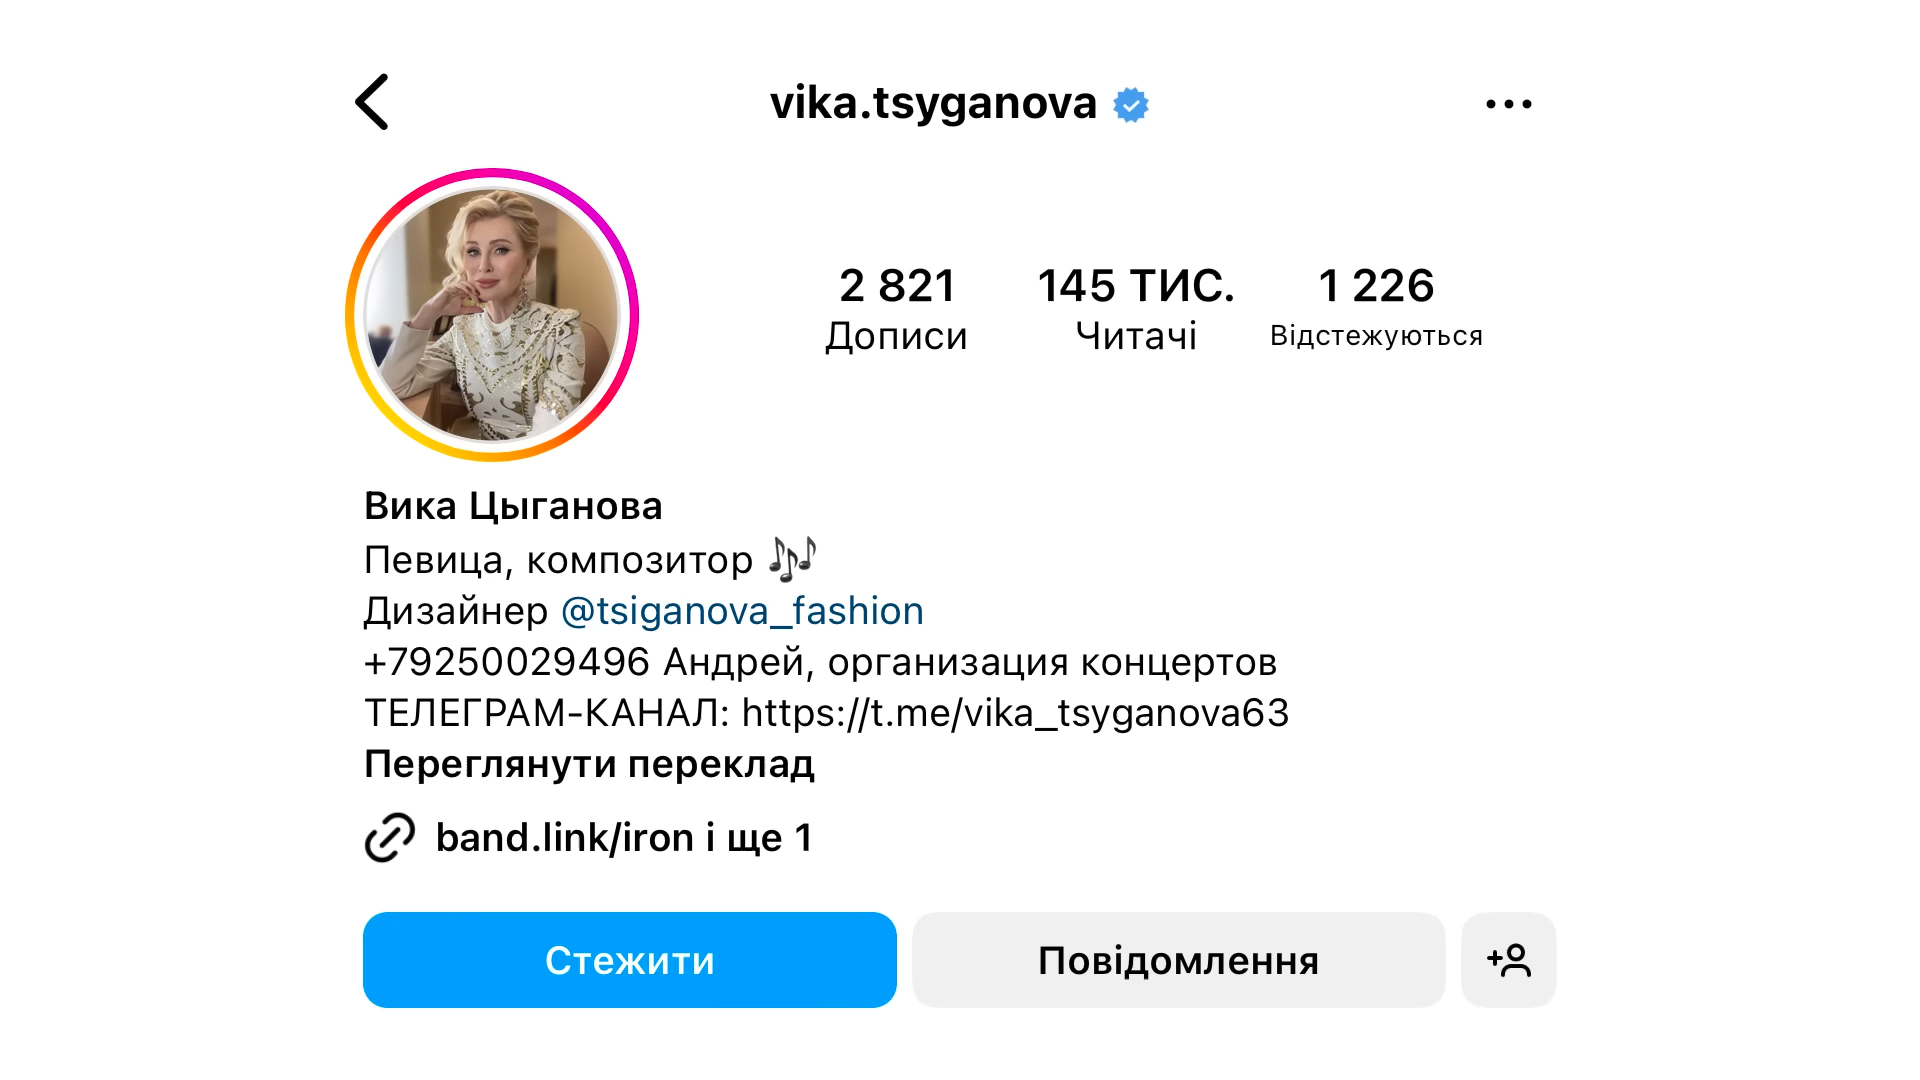 vika.tsyganova
2 821 145 ТИС. 1 226
Дописи Читачі Відстежуються
Вика Цыганова
Певица, композитор 🎶
Дизайнер @tsiganova_fashion
+79250029496 Андрей, организация концертов
ТЕЛЕГРАМ-КАНАЛ: https://t.me/vika_tsyganova63
Переглянути переклад
band.link/iron і ще 1
Стежити Повідомлення